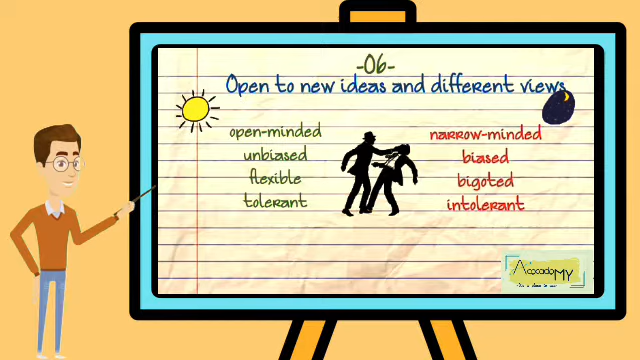 -06-
Open to new ideas and different views
open-minded
unbiased
flexible
tolerant
narrow-minded
biased
bigoted
intolerant
AvocadoMY